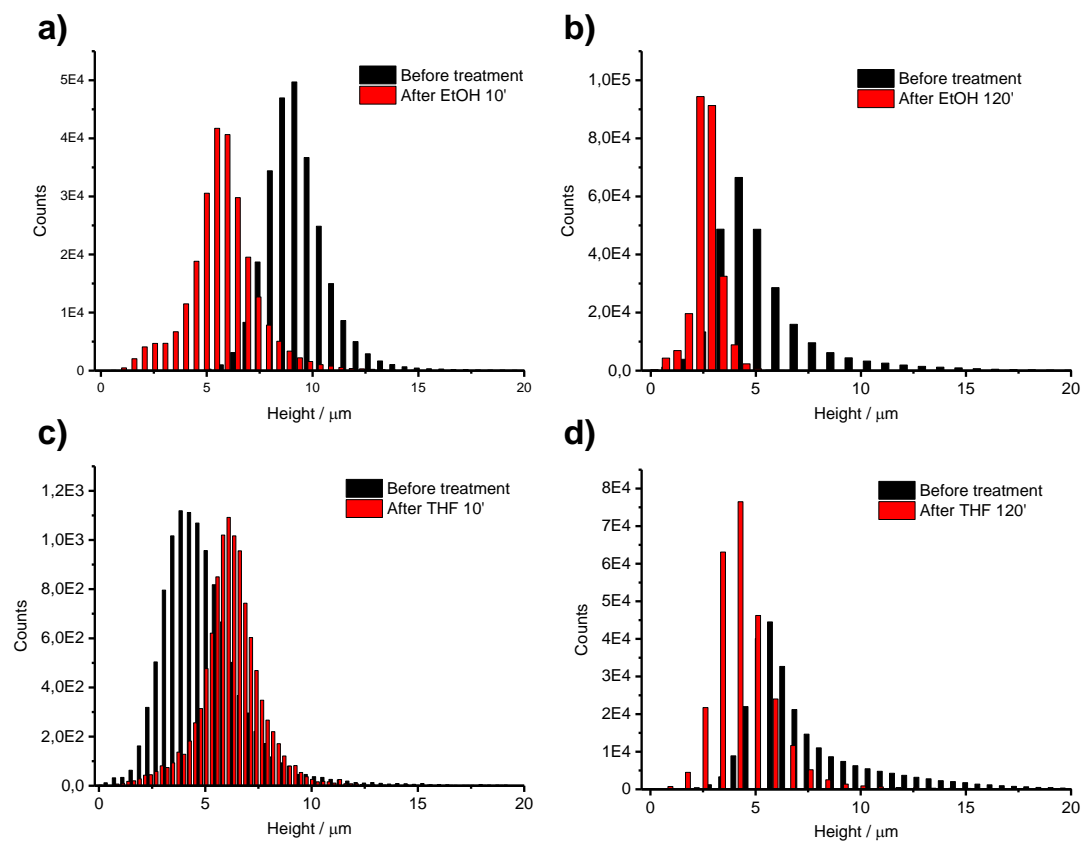 a)
Before treatment
After EtOH 10'
5E4
4E4
3E4
2E4
1E4
0
Counts
0 5 10 15 20
Height / μm
b)
Before treatment
After EtOH 120'
1,0E5
8,0E4
6,0E4
4,0E4
2,0E4
0,0
Counts
0 5 10 15 20
Height / μm
c)
Before treatment
After THF 10'
1,2E3
1,0E3
8,0E2
6,0E2
4,0E2
2,0E2
0,0
Counts
0 5 10 15 20
Height / μm
d)
Before treatment
After THF 120'
8E4
7E4
6E4
5E4
4E4
3E4
2E4
1E4
0
Counts
0 5 10 15 20
Height / μm